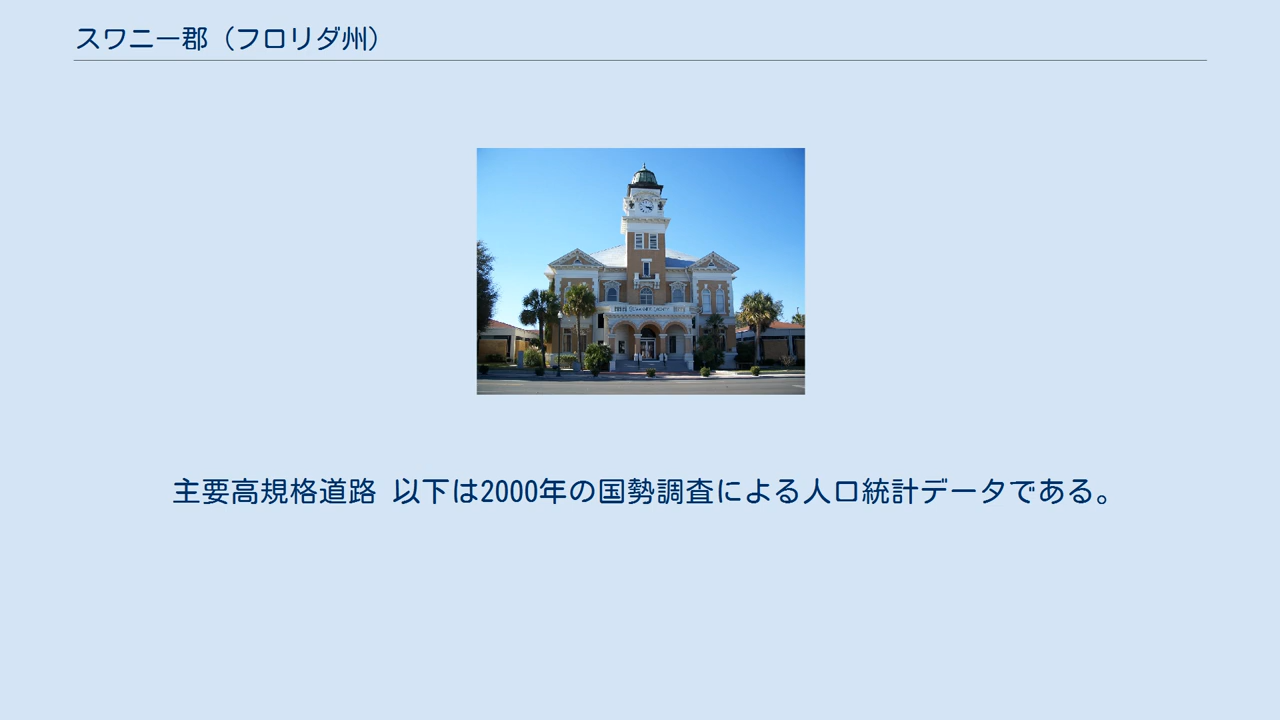 スワニー郡（フロリダ州）
主要高規格道路 以下は2000年の国勢調査による人口統計データである。